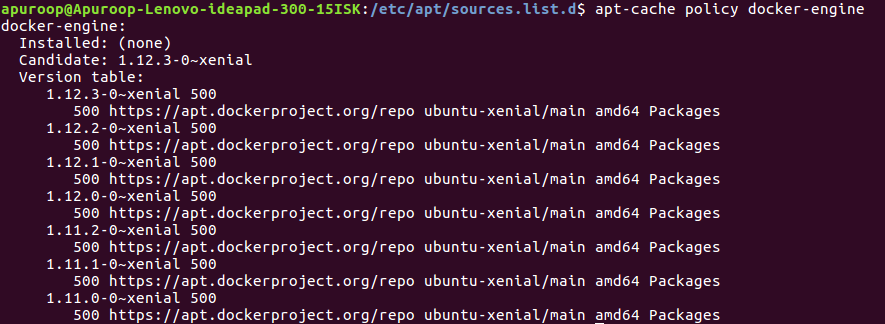 apuroop@Apuroop-Lenovo-ideapad-300-15ISK:/etc/apt/sources.list.d$ apt-cache policy docker-engine
docker-engine:
  Installed: (none)
  Candidate: 1.12.3-0~xenial
  Version table:
     1.12.3-0~xenial 500
        500 https://apt.dockerproject.org/repo ubuntu-xenial/main amd64 Packages
     1.12.2-0~xenial 500
        500 https://apt.dockerproject.org/repo ubuntu-xenial/main amd64 Packages
     1.12.1-0~xenial 500
        500 https://apt.dockerproject.org/repo ubuntu-xenial/main amd64 Packages
     1.12.0-0~xenial 500
        500 https://apt.dockerproject.org/repo ubuntu-xenial/main amd64 Packages
     1.11.2-0~xenial 500
        500 https://apt.dockerproject.org/repo ubuntu-xenial/main amd64 Packages
     1.11.1-0~xenial 500
        500 https://apt.dockerproject.org/repo ubuntu-xenial/main amd64 Packages
     1.11.0-0~xenial 500
        500 https://apt.dockerproject.org/repo ubuntu-xenial/main amd64 Packages